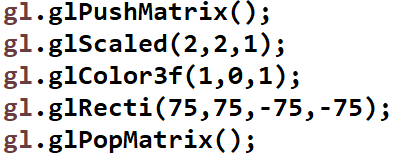 gl.glPushMatrix();
gl.glScaled(2,2,1);
gl.glColor3f(1,0,1);
gl.glRecti(75,75,-75,-75);
gl.glPopMatrix();